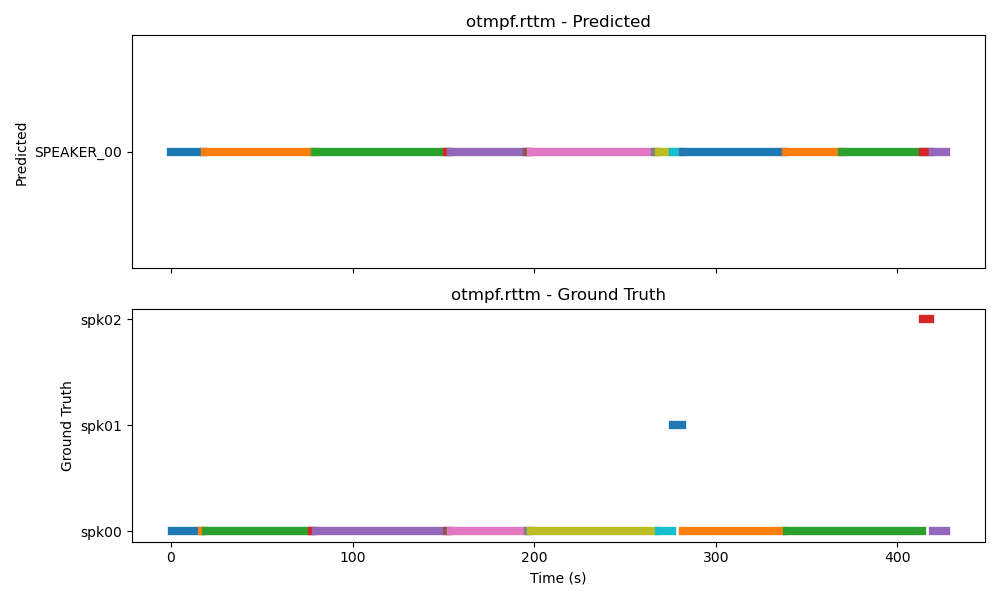 otmpf.rttm - Predicted
Predicted
SPEAKER_00
otmpf.rttm - Ground Truth
Ground Truth
spk02
spk01
spk00
0 100 200 300 400
Time (s)